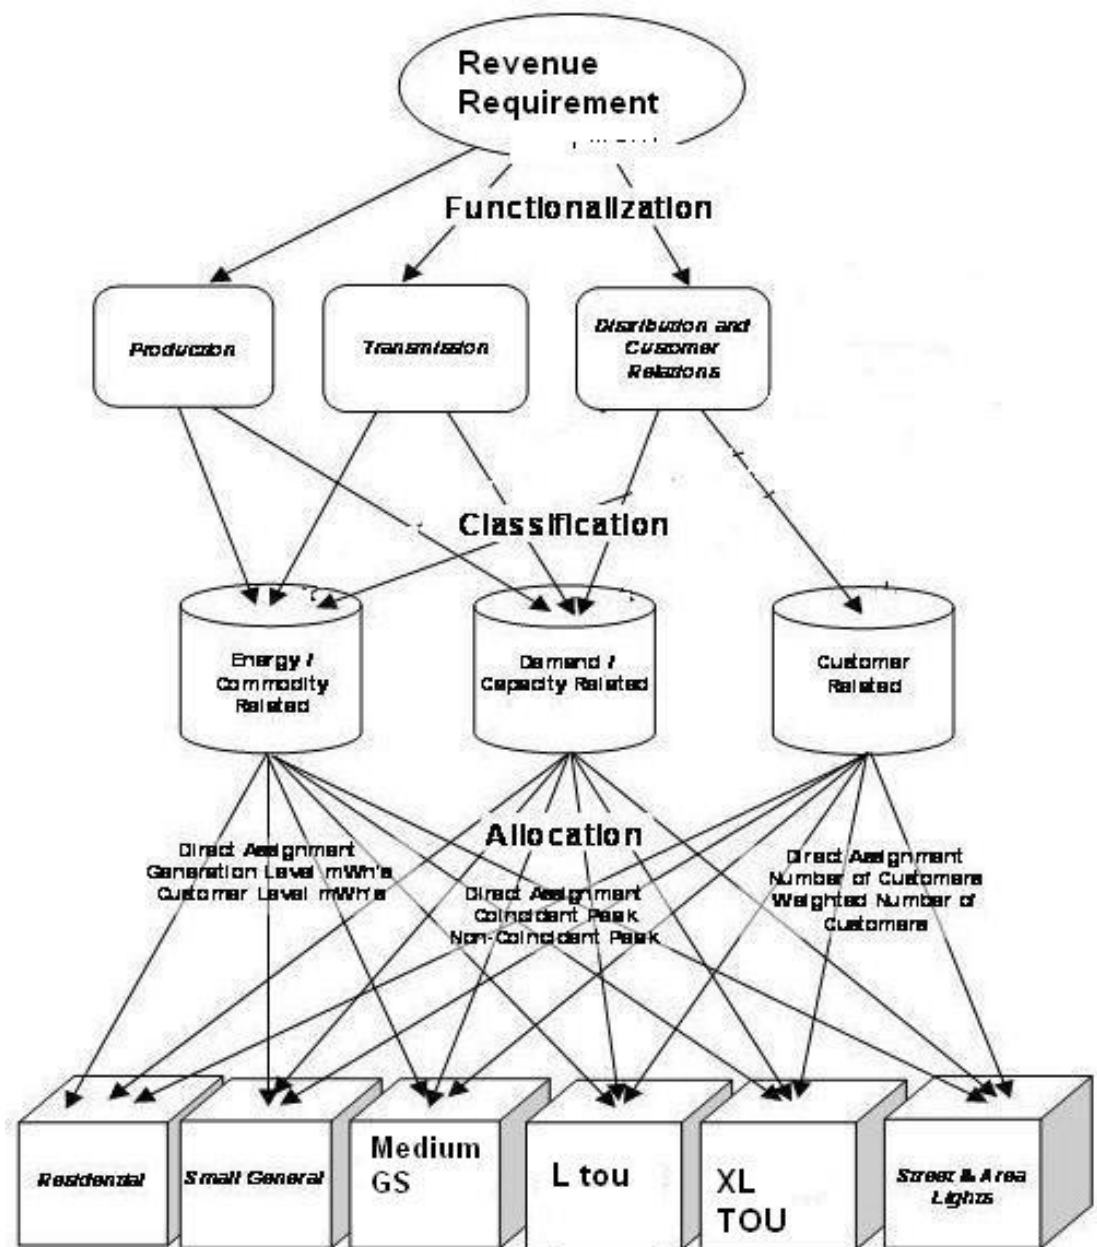 Revenue
Requirement
Functionalization
Production
Transmission
Distribution and
Customer
Relations
Classification
Energy /
Commodity
Related
Demand /
Capacity Related
Customer
Related
Allocation
Direct Assignment
Generation Level mWh's
Customer Level mWh's
Direct Assignment
Coincident Peak
Non-Coincident Peak
Direct Assignment
Number of Customers
Weighted Number of
Customers
Residential
Small General
Medium
GS
L tou
XL
TOU
Street & Area
Lights